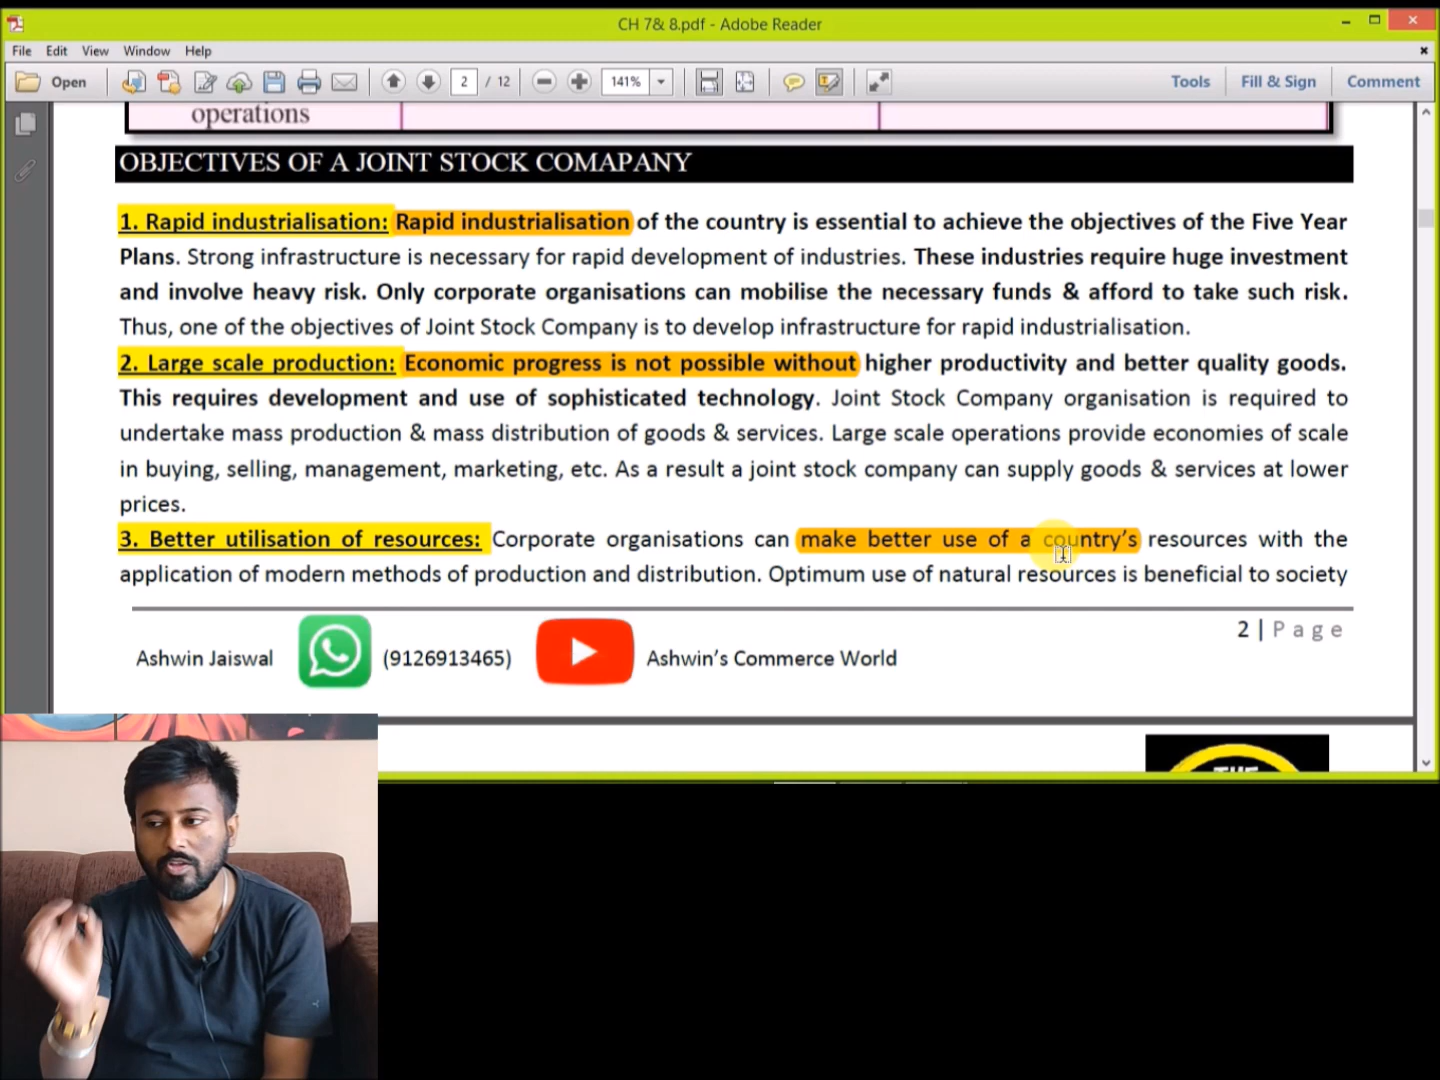 CH 7& 8.pdf - Adobe Reader
File Edit View Window Help
Open 2 / 12 141% Tools Fill & Sign Comment
operations
OBJECTIVES OF A JOINT STOCK COMAPANY
1. Rapid industrialisation: Rapid industrialisation of the country is essential to achieve the objectives of the Five Year
Plans. Strong infrastructure is necessary for rapid development of industries. These industries require huge investment
and involve heavy risk. Only corporate organisations can mobilise the necessary funds & afford to take such risk.
Thus, one of the objectives of Joint Stock Company is to develop infrastructure for rapid industrialisation.
2. Large scale production: Economic progress is not possible without higher productivity and better quality goods.
This requires development and use of sophisticated technology. Joint Stock Company organisation is required to
undertake mass production & mass distribution of goods & services. Large scale operations provide economies of scale
in buying, selling, management, marketing, etc. As a result a joint stock company can supply goods & services at lower
prices.
3. Better utilisation of resources: Corporate organisations can make better use of a country's resources with the
application of modern methods of production and distribution. Optimum use of natural resources is beneficial to society
2 | Page
Ashwin Jaiswal (9126913465) Ashwin's Commerce World
THE